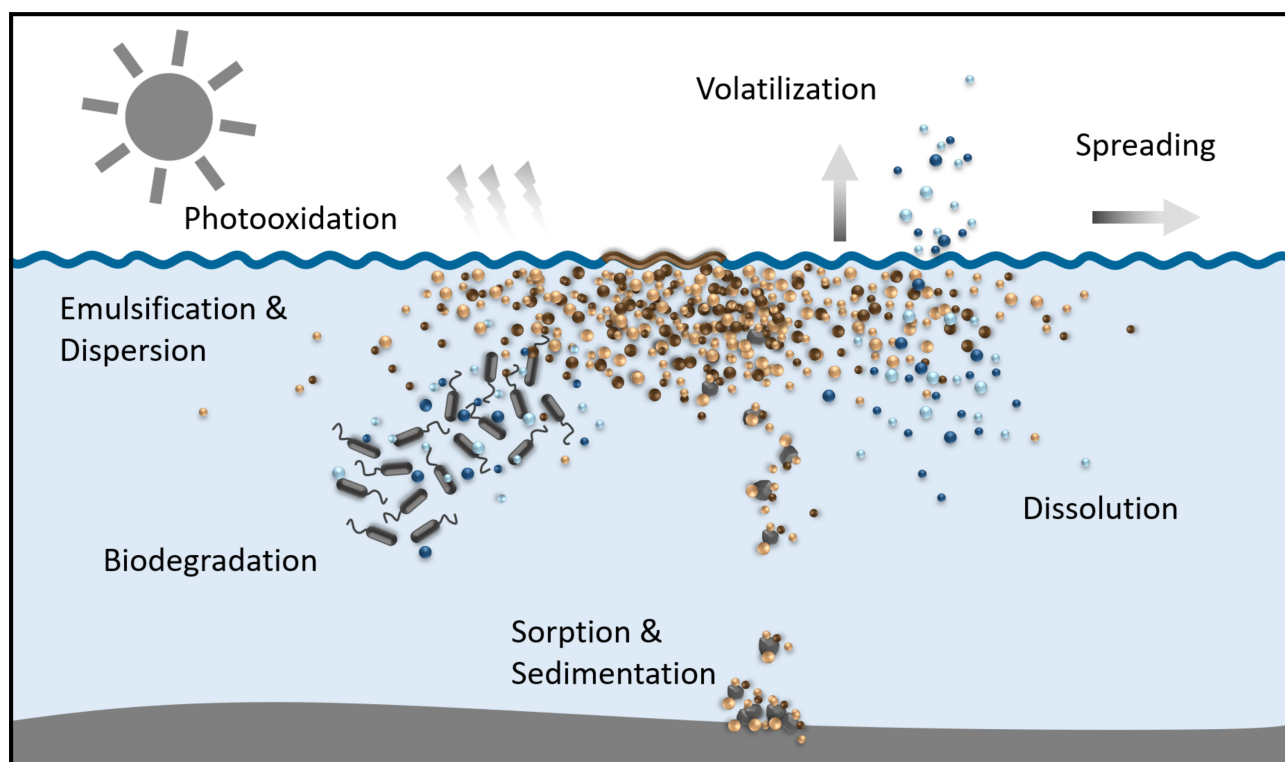 Volatilization
Spreading
Photooxidation
Emulsification &
Dispersion
Dissolution
Biodegradation
Sorption &
Sedimentation